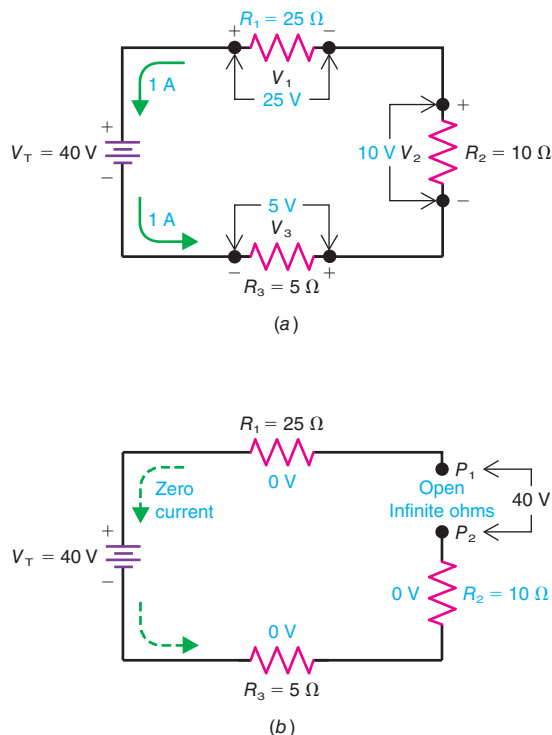 R1 = 25 Ω
+ −
V1
25 V
1 A
+
VT = 40 V
−
+
10 V V2 R2 = 10 Ω
−
1 A
5 V
V3
− +
R3 = 5 Ω
(a)
R1 = 25 Ω
0 V
Zero
current
P1
Open
Infinite ohms
40 V
P2
+
VT = 40 V
−
0 V R2 = 10 Ω
0 V
R3 = 5 Ω
(b)